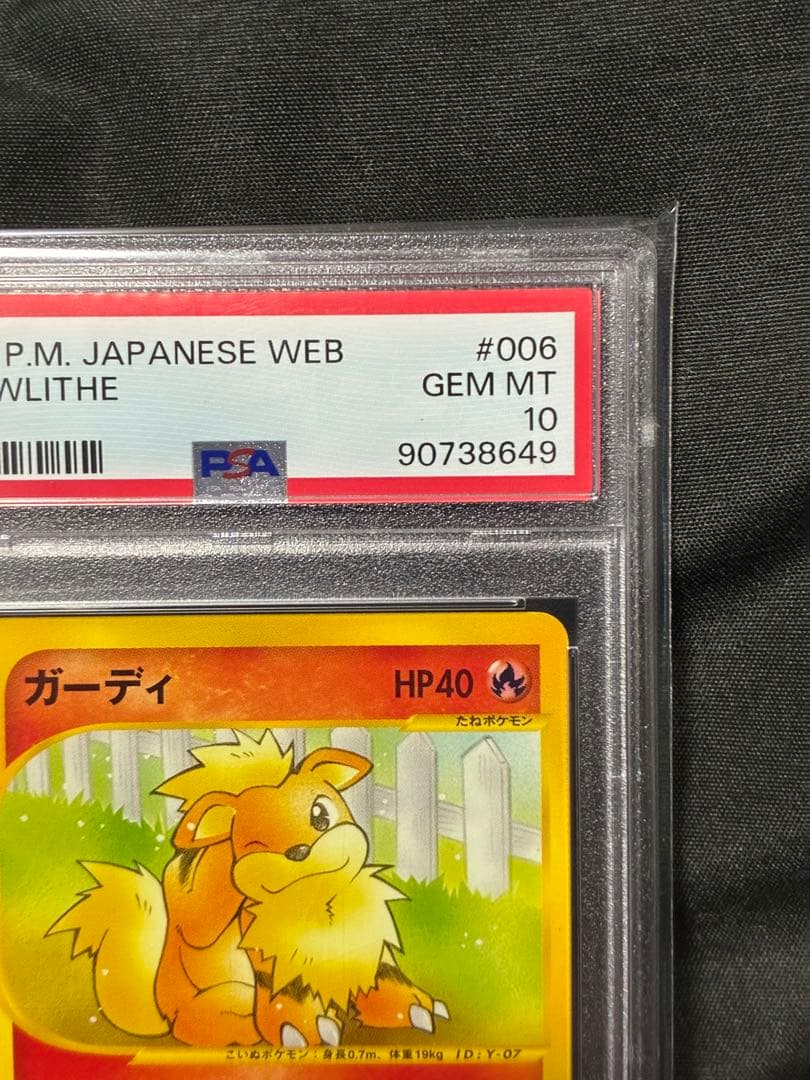 P.M. JAPANESE WEB #006
WLITHE GEM MT
10
PSA 90738649
ガーディ HP40
たねポケモン
こいぬポケモン：身長0.7m、体重19kg ID:Y-07